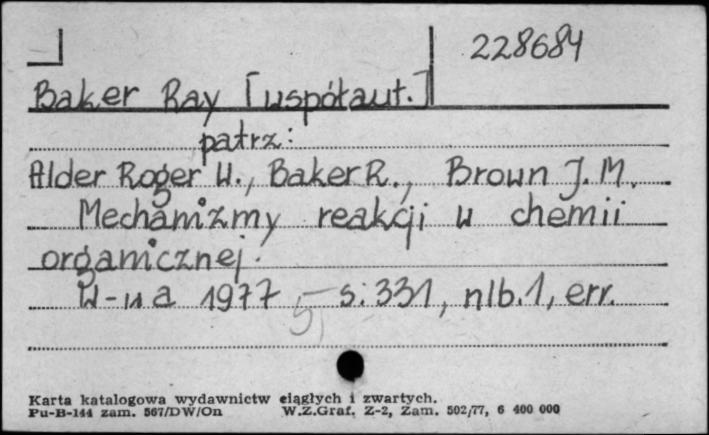 228684
Baker Ray [współaut.]
patrz:
Alder Roger W., Baker R., Brown J. M.
Mechanizmy reakcji w chemii
organicznej.
W-wa 1977, – s. 331, nlb. 1, err.
Karta katalogowa wydawnictw ciągłych i zwartych.
Pu-B-144 zam. 567/DW/On W.Z.Graf. Z-2, Zam. 502/77, 6 400 000